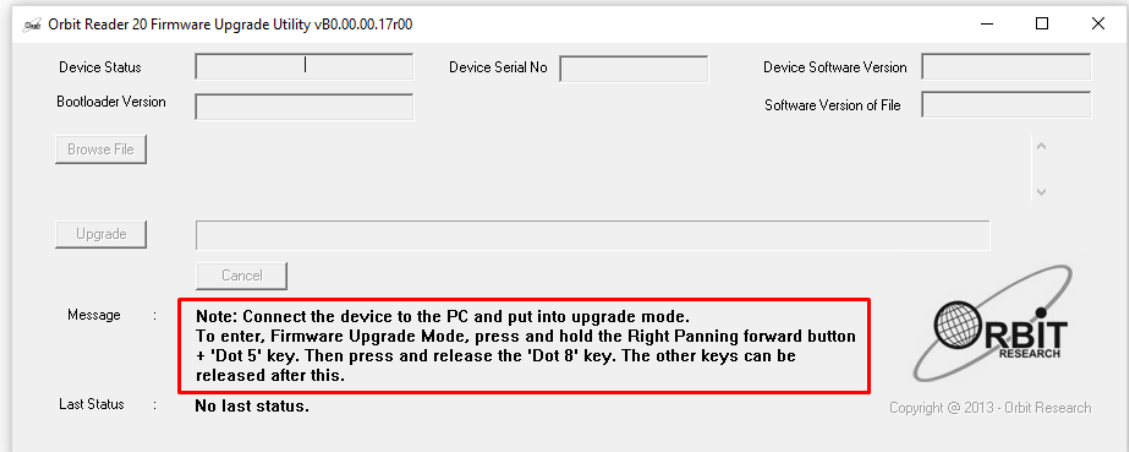 Orbit Reader 20 Firmware Upgrade Utility vB0.00.00.17r00
Device Status
Device Serial No
Device Software Version
Bootloader Version
Software Version of File
Browse File
Upgrade
Cancel
Message :
Note: Connect the device to the PC and put into upgrade mode.
To enter, Firmware Upgrade Mode, press and hold the Right Panning forward button
+ 'Dot 5' key. Then press and release the 'Dot 8' key. The other keys can be
released after this.
ORBIT
RESEARCH
Last Status :
No last status.
Copyright @ 2013 - Orbit Research